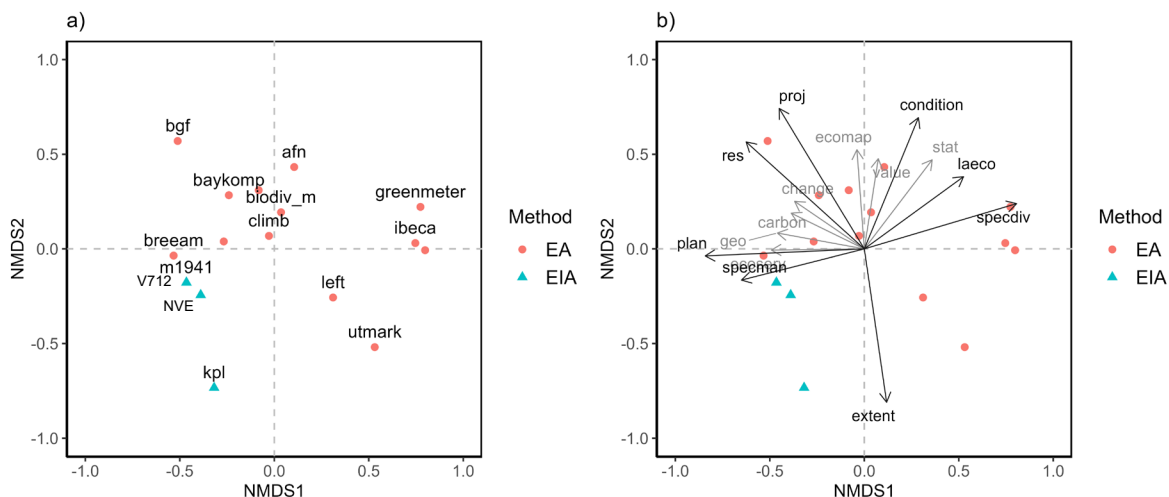 a)
NMDS2
1.0
0.5
0.0
-0.5
-1.0
bgf
afn
baykomp
biodiv_m
greenmeter
climb
ibeca
breeam
m1941
V712
NVE
left
utmark
kpl
-1.0 -0.5 0.0 0.5 1.0
NMDS1
Method
EA
EIA
b)
NMDS2
1.0
0.5
0.0
-0.5
-1.0
proj
condition
ecomap
stat
res
laeco
value
change
specdiv
carbon
geo
plan
specman
extent
-1.0 -0.5 0.0 0.5 1.0
NMDS1
Method
EA
EIA